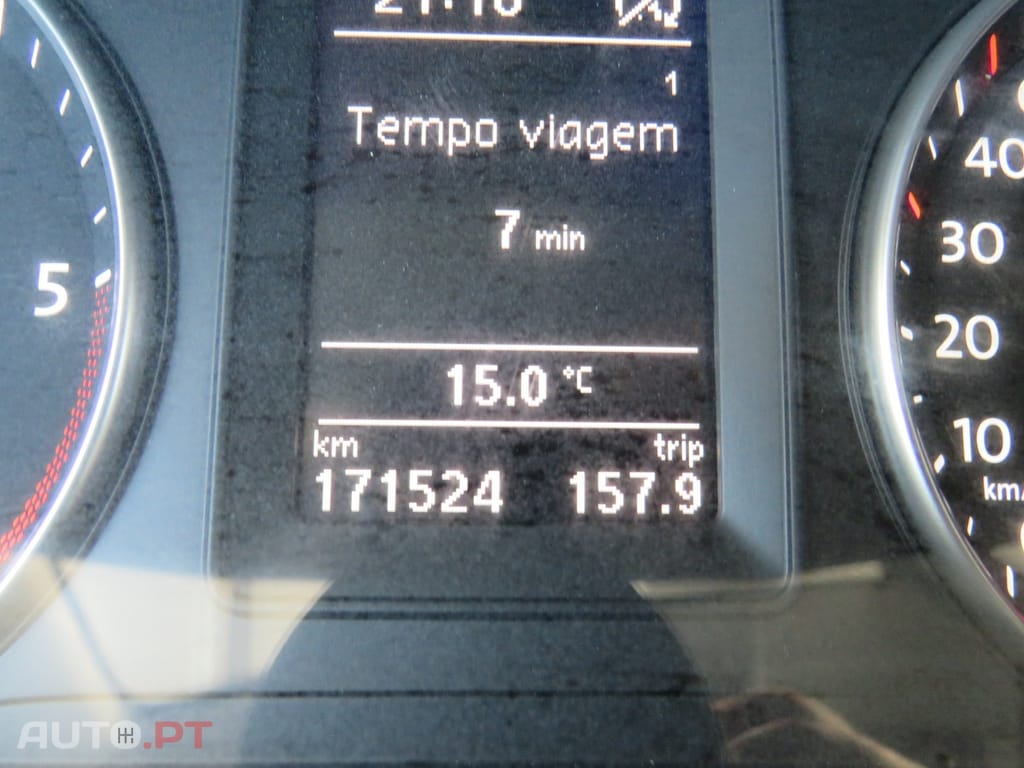 1
Tempo viagem
7 min
15.0 °C
km trip
171524 157.9
5
40
30
20
10
km/
AUTO.PT